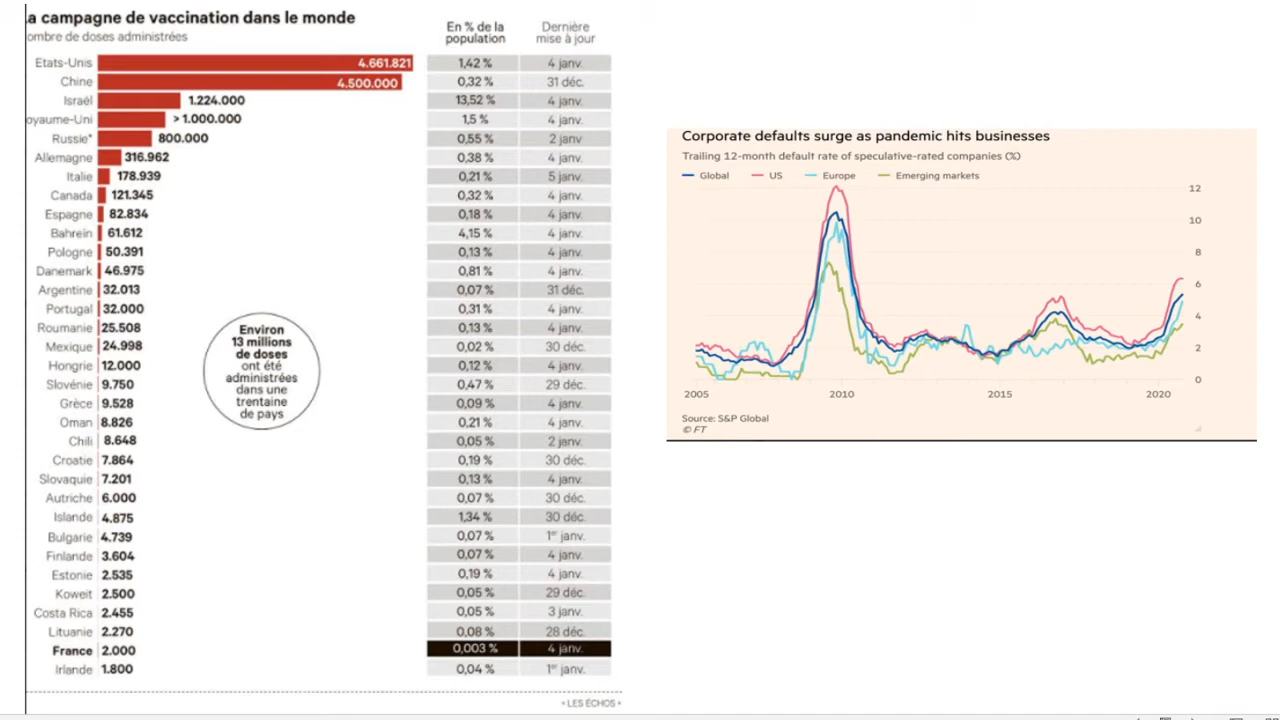 a campagne de vaccination dans le monde
ombre de doses administrées
En % de la population
Dernière mise à jour
Etats-Unis 4.661.821 1,42 % 4 janv.
Chine 4.500.000 0,32 % 31 déc.
Israël 1.224.000 13,52 % 4 janv.
oyaume-Uni > 1.000.000 1,5 % 4 janv.
Russie* 800.000 0,55 % 2 janv
Allemagne 316.962 0,38 % 4 janv.
Italie 178.939 0,21 % 5 janv.
Canada 121.345 0,32 % 4 janv.
Espagne 82.834 0,18 % 4 janv.
Bahrein 61.612 4,15 % 4 janv.
Pologne 50.391 0,13 % 4 janv.
Danemark 46.975 0,81 % 4 janv.
Argentine 32.013 0,07 % 31 déc.
Portugal 32.000 0,31 % 4 janv.
Roumanie 25.508 0,13 % 4 janv.
Mexique 24.998 0,02 % 30 déc.
Hongrie 12.000 0,12 % 4 janv.
Slovénie 9.750 0,47 % 29 déc.
Grèce 9.528 0,09 % 4 janv.
Oman 8.826 0,21 % 4 janv.
Chili 8.648 0,05 % 2 janv.
Croatie 7.864 0,19 % 30 déc.
Slovaquie 7.201 0,13 % 4 janv.
Autriche 6.000 0,07 % 30 déc.
Islande 4.875 1,34 % 30 déc.
Bulgarie 4.739 0,07 % 1er janv.
Finlande 3.604 0,07 % 4 janv.
Estonie 2.535 0,19 % 4 janv.
Koweit 2.500 0,05 % 29 déc.
Costa Rica 2.455 0,05 % 3 janv.
Lituanie 2.270 0,08 % 28 déc.
France 2.000 0,003 % 4 janv.
Irlande 1.800 0,04 % 1er janv.
Environ
13 millions
de doses
ont été
administrées
dans une
trentaine
de pays
« LES ÉCHOS »
Corporate defaults surge as pandemic hits businesses
Trailing 12-month default rate of speculative-rated companies (%)
Global US Europe Emerging markets
12
10
8
6
4
2
0
2005 2010 2015 2020
Source: S&P Global
© FT